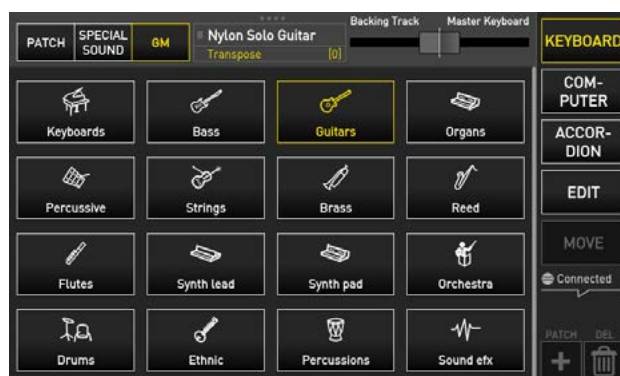 Backing Track Master Keyboard
PATCH
SPECIAL
SOUND
GM
Nylon Solo Guitar
Transpose [0]
KEYBOARD
Keyboards
Bass
Guitars
Organs
COM-
PUTER
ACCOR-
DION
Percussive
Strings
Brass
Reed
EDIT
Flutes
Synth lead
Synth pad
Orchestra
MOVE
Connected
Drums
Ethnic
Percussions
Sound efx
PATCH DEL
+